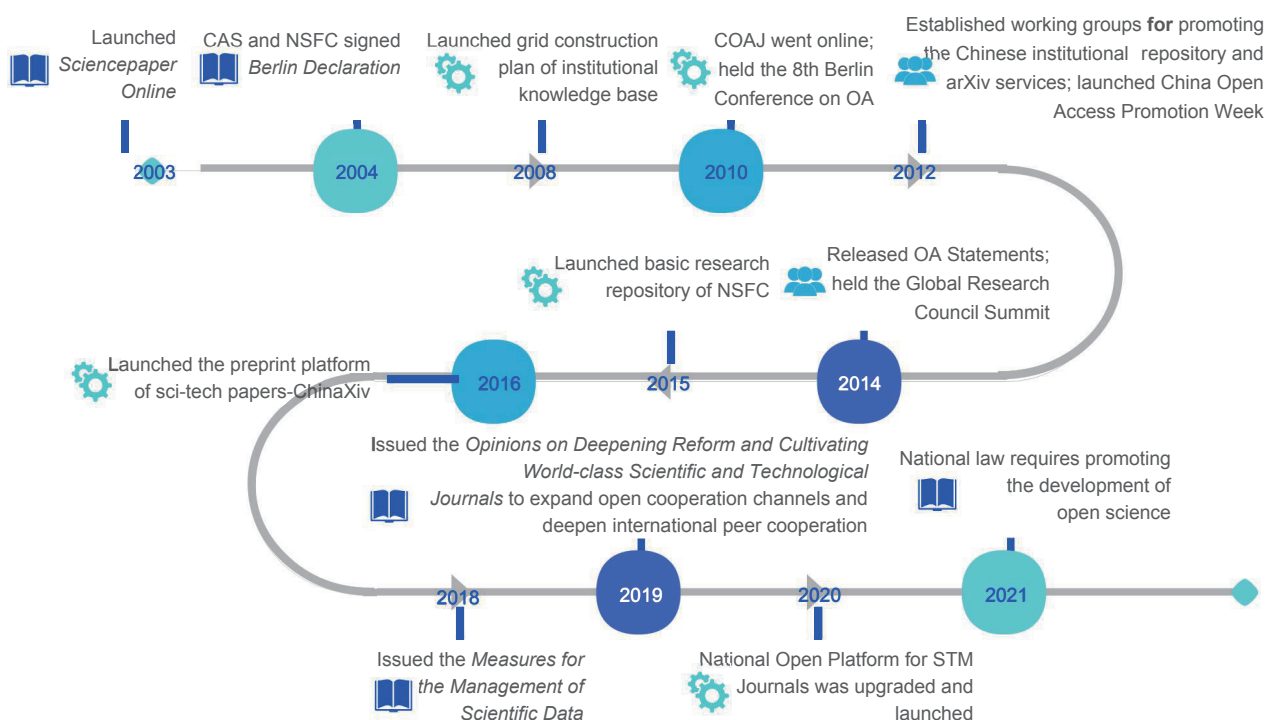 Launched
Sciencepaper
Online
CAS and NSFC signed
Berlin Declaration
Launched grid construction
plan of institutional
knowledge base
COAJ went online;
held the 8th Berlin
Conference on OA
Established working groups for promoting
the Chinese institutional repository and
arXiv services; launched China Open
Access Promotion Week
2003
2004
2008
2010
2012
Launched basic research
repository of NSFC
Released OA Statements;
held the Global Research
Council Summit
Launched the preprint platform
of sci-tech papers-ChinaXiv
2016
2015
2014
Issued the Opinions on Deepening Reform and Cultivating
World-class Scientific and Technological
Journals to expand open cooperation channels and
deepen international peer cooperation
National law requires promoting
the development of
open science
2018
2019
2020
2021
Issued the Measures for
the Management of
Scientific Data
National Open Platform for STM
Journals was upgraded and
launched